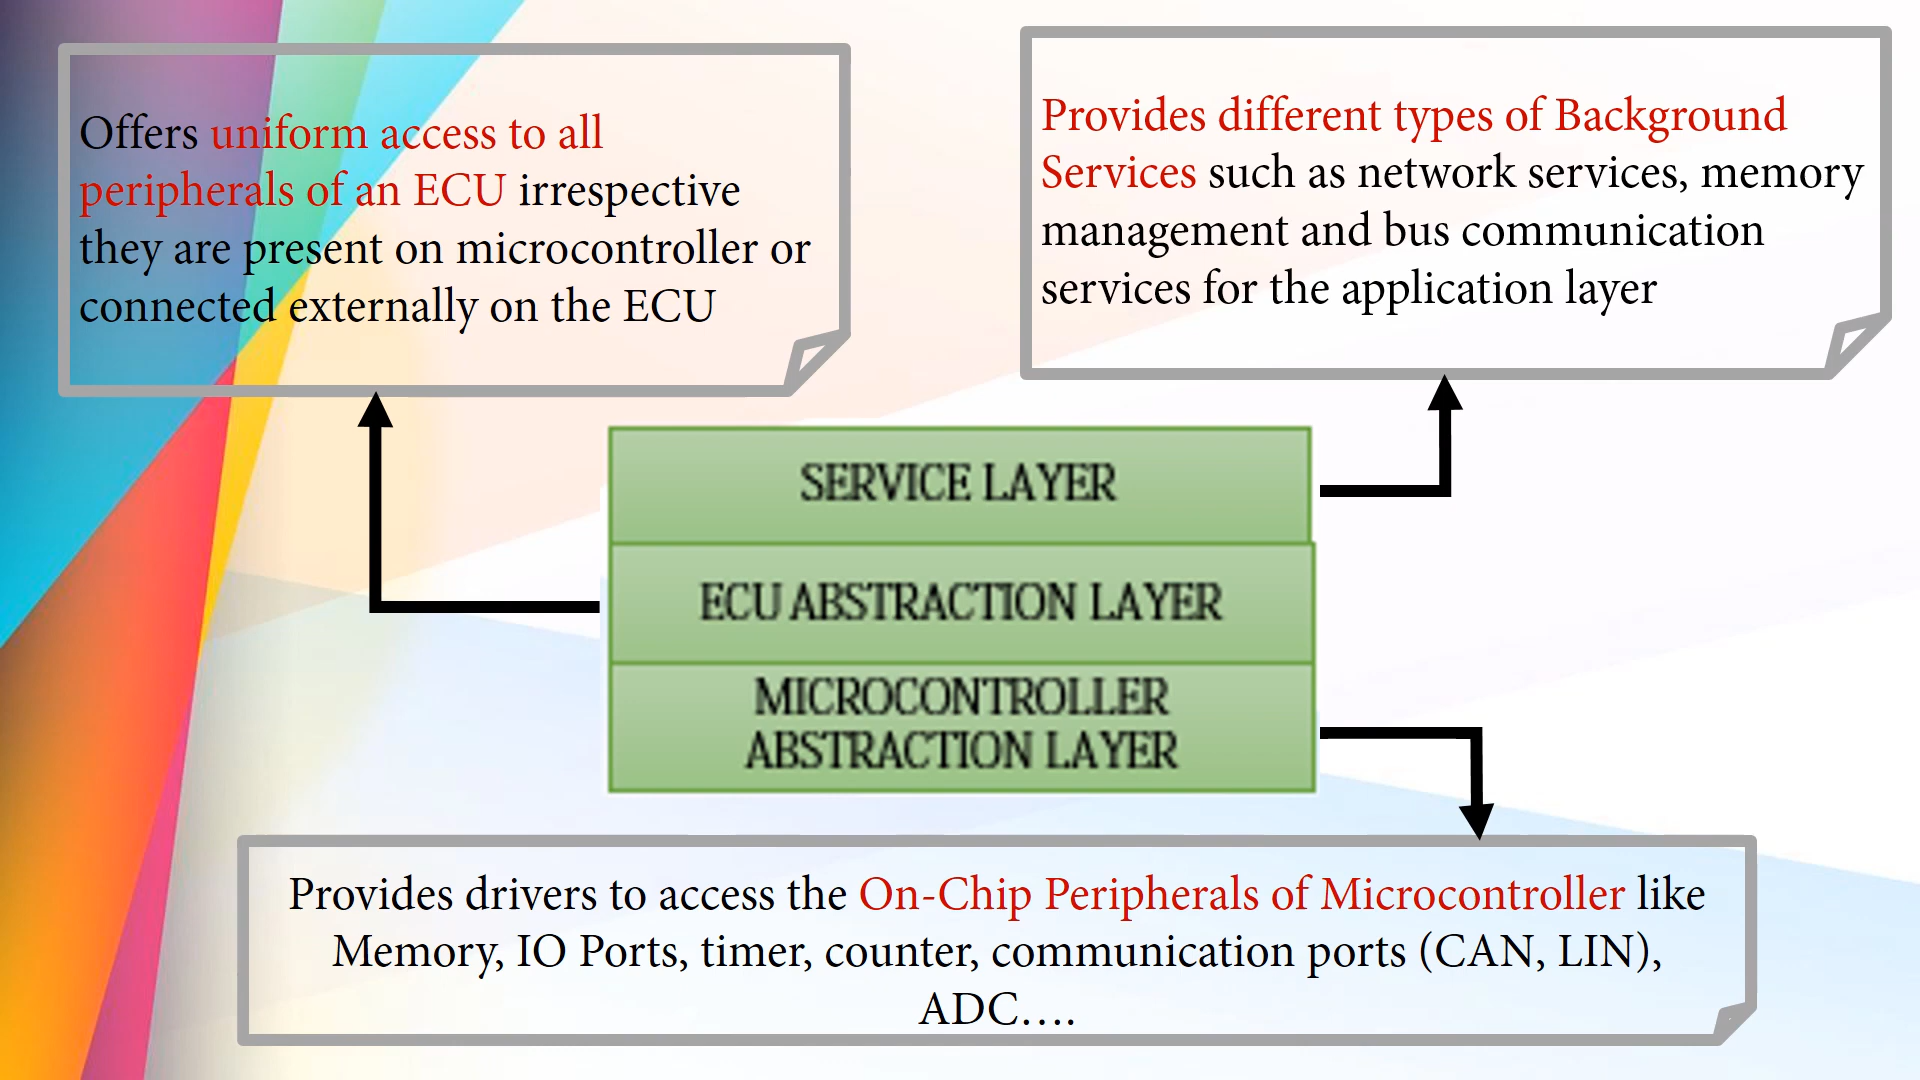 Offers uniform access to all
peripherals of an ECU irrespective
they are present on microcontroller or
connected externally on the ECU
Provides different types of Background
Services such as network services, memory
management and bus communication
services for the application layer
SERVICE LAYER
ECU ABSTRACTION LAYER
MICROCONTROLLER
ABSTRACTION LAYER
Provides drivers to access the On-Chip Peripherals of Microcontroller like
Memory, IO Ports, timer, counter, communication ports (CAN, LIN),
ADC....